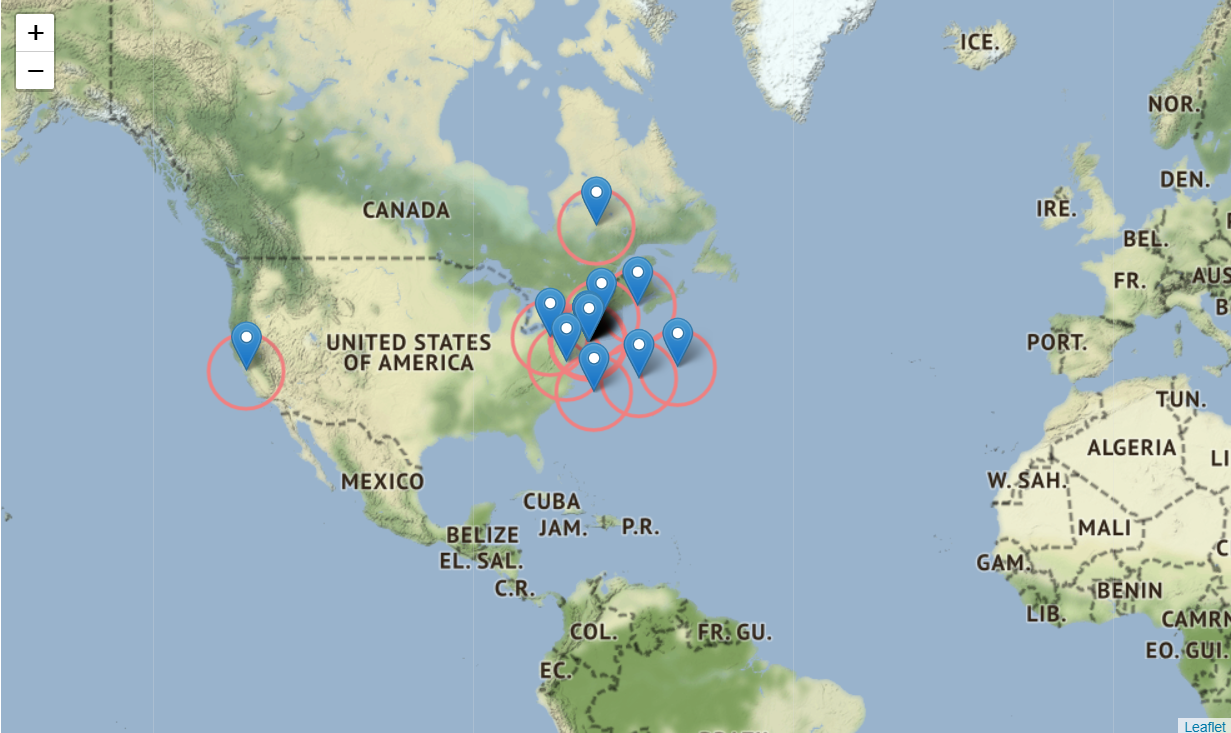 +
−
ICE.
NOR.
DEN.
CANADA
IRE.
BEL.
FR.
AUS
B
UNITED STATES
OF AMERICA
PORT.
TUN.
ALGERIA
LI
MEXICO
W. SAH.
CUBA
JAM.
P.R.
MALI
BELIZE
C
EL. SAL.
GAM.
C.R.
BENIN
LIB.
CAMRN
COL.
FR. GU.
EO. GUI.
EC.
Leaflet